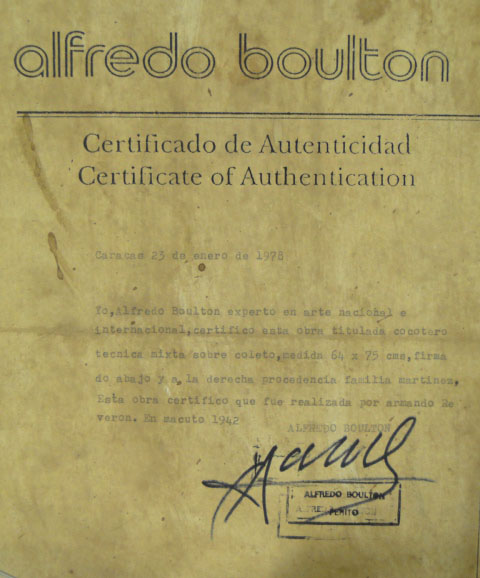 alfredo boulton
Certificado de Autenticidad
Certificate of Authentication
Caracas 23 de enero de 1978
Yo,Alfredo Boulton experto en arte nacional e
internacional,certifico esta obra titulada cocotero
tecnica mixta sobre coleto,medida 64 x 75 cms,firma
do abajo y a la derecha procedencia familia martinez,
Esta obra certifico que fue realizada por armando Re
veron. En macuto 1942
ALFREDO BOULTON
ALFREDO BOULTON
PERITO